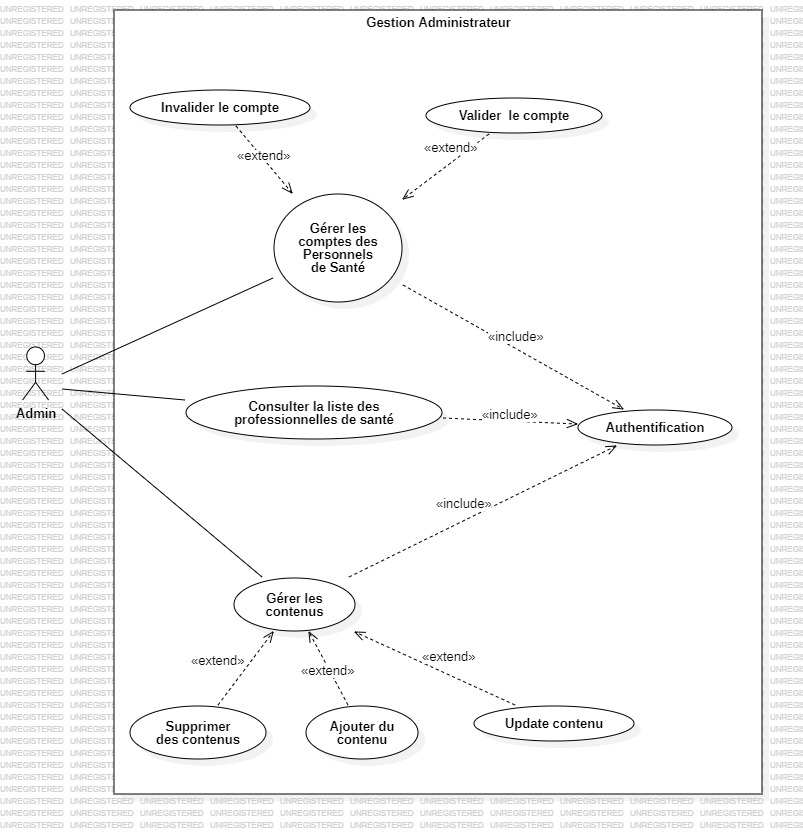 Gestion Administrateur
Invalider le compte
Valider le compte
«extend»
«extend»
Gérer les
comptes des
Personnels
de Santé
«include»
Admin
Consulter la liste des
professionnelles de santé
«include»
Authentification
«include»
Gérer les
contenus
«extend»
«extend»
«extend»
Supprimer
des contenus
Ajouter du
contenu
Update contenu
UNREGISTERED